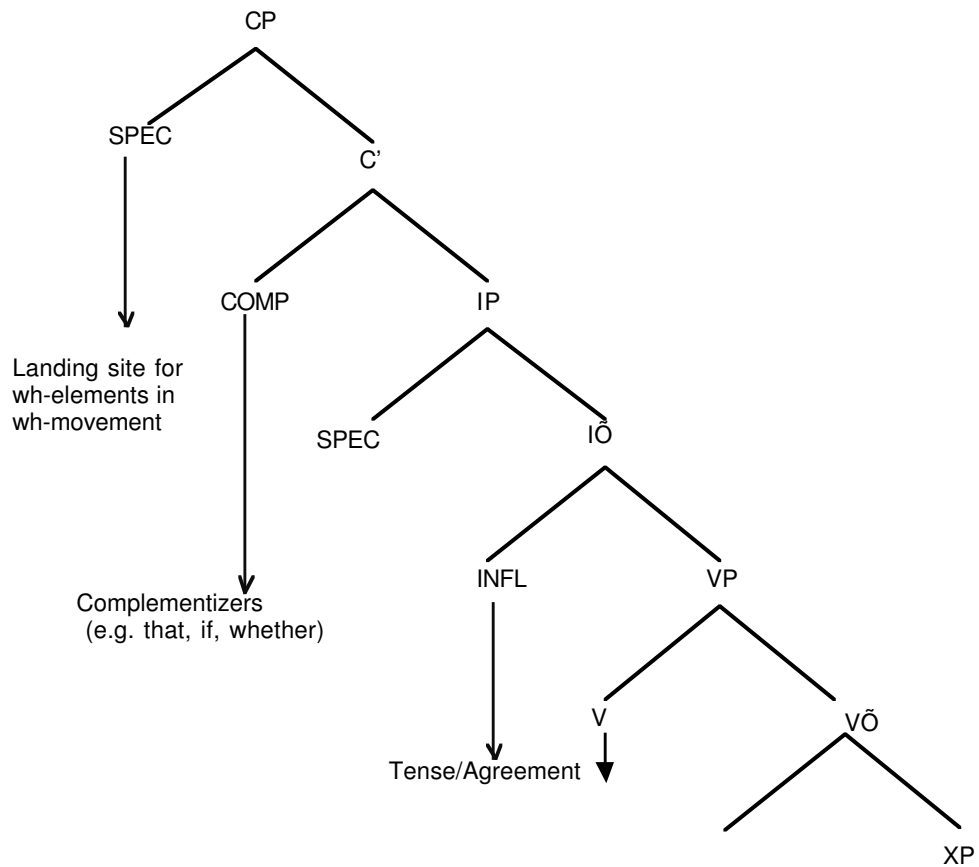 CP
SPEC
C’
COMP
IP
Landing site for
wh-elements in
wh-movement
SPEC
IÕ
INFL
VP
Complementizers
(e.g. that, if, whether)
V
VÕ
Tense/Agreement
XP